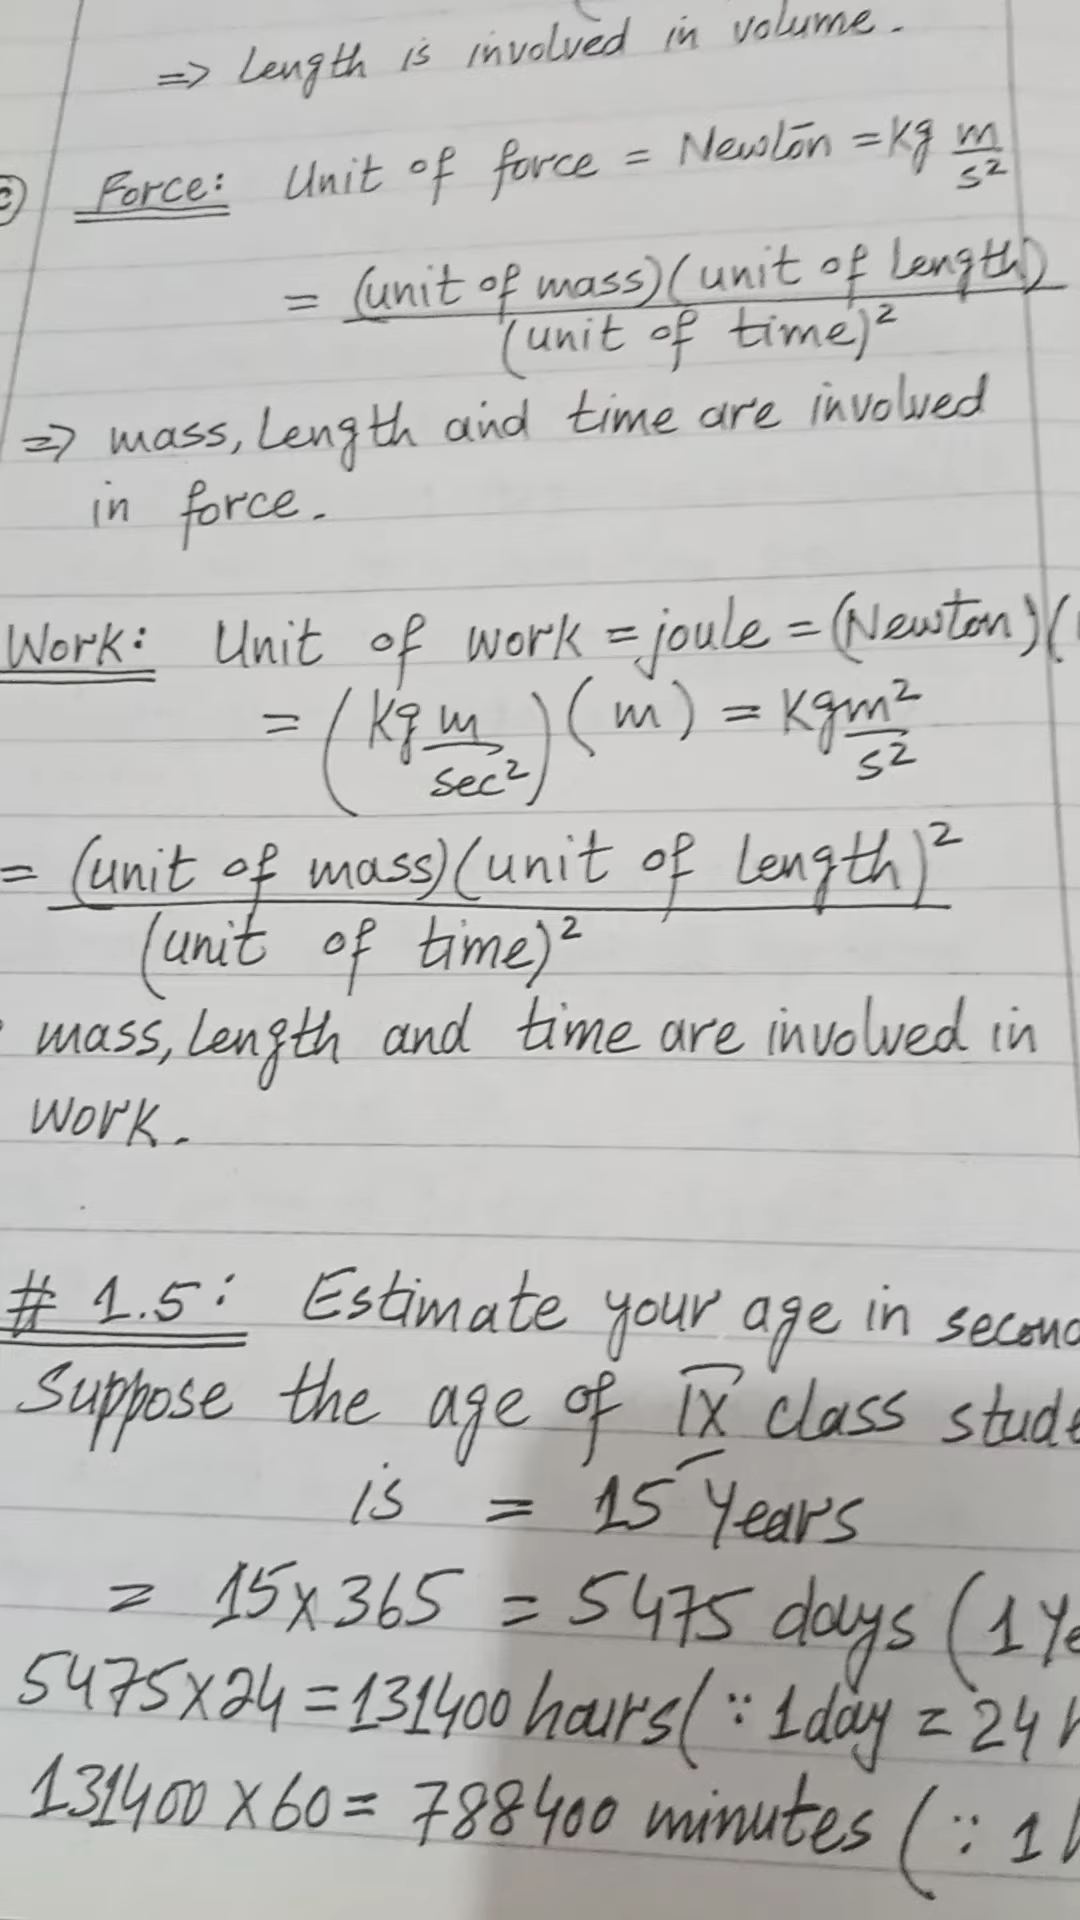 => Length is involved in volume.
ⓒ Force: Unit of force = Newton = Kg m/s²
= (unit of mass)(unit of Length)
(unit of time)²
=> mass, Length and time are involved
in force.
Work: Unit of work = joule = (Newton)(
= (Kg m/sec²)(m) = Kg m²/s²
= (unit of mass)(unit of Length)²
(unit of time)²
mass, Length and time are involved in
work.
# 1.5: Estimate your age in second
Suppose the age of IX class stude
is = 15 Years
= 15×365 = 5475 days (1 Ye
5475×24 = 131400 hours (∵ 1day = 24 h
131400×60 = 788400 minutes (∵ 1 h